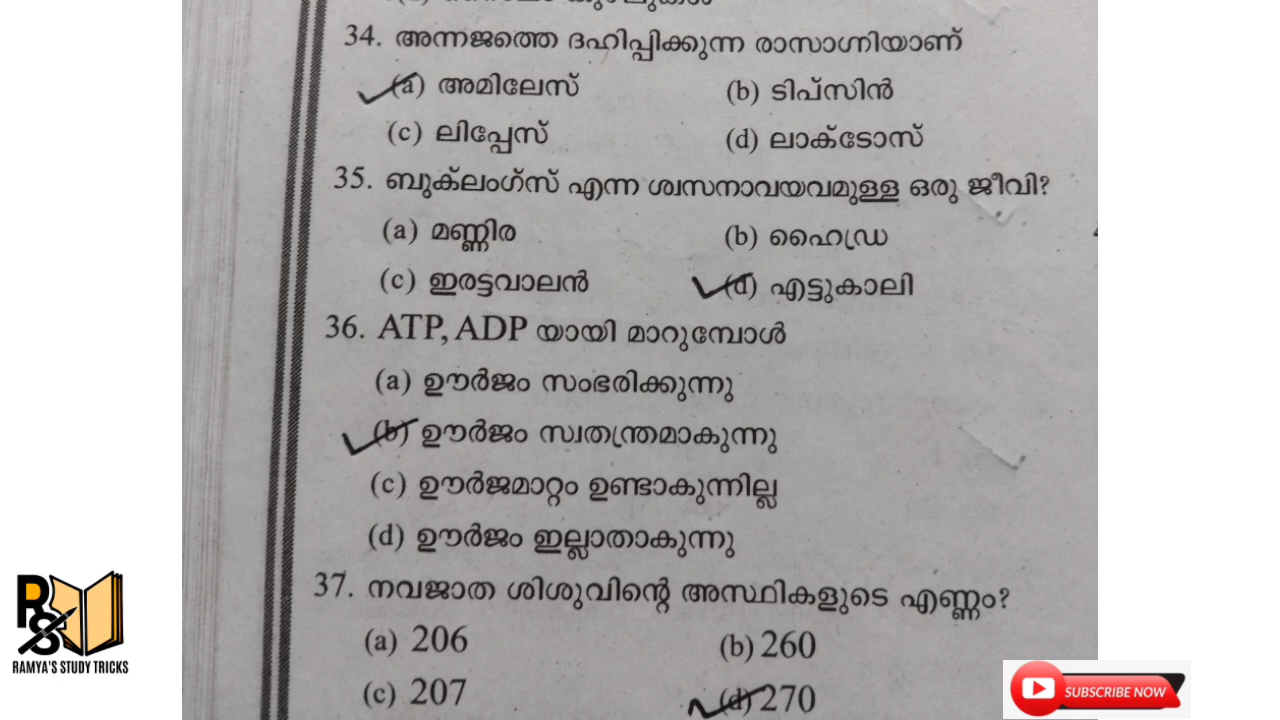 34. അന്നജത്തെ ദഹിപ്പിക്കുന്ന രാസാഗ്നിയാണ്
(a) അമിലേസ് (b) ടിപ്സിൻ
(c) ലിപ്പേസ് (d) ലാക്ടോസ്
35. ബുക്‌ലംഗ്സ് എന്ന ശ്വസനാവയവമുള്ള ഒരു ജീവി?
(a) മണ്ണിര (b) ഹൈഡ്ര
(c) ഇരട്ടവാലൻ (d) എട്ടുകാലി
36. ATP, ADP യായി മാറുമ്പോൾ
(a) ഊർജം സംഭരിക്കുന്നു
(b) ഊർജം സ്വതന്ത്രമാകുന്നു
(c) ഊർജമാറ്റം ഉണ്ടാകുന്നില്ല
(d) ഊർജം ഇല്ലാതാകുന്നു
37. നവജാത ശിശുവിന്റെ അസ്ഥികളുടെ എണ്ണം?
(a) 206 (b) 260
(c) 207 (d) 270
RS
RAMYA'S STUDY TRICKS
SUBSCRIBE NOW